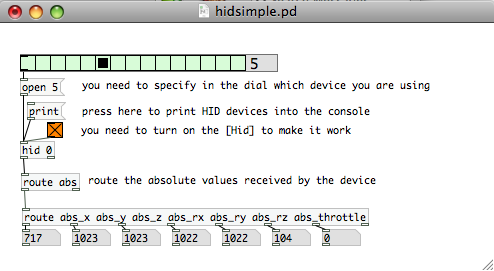 hidsimple.pd
5
open 5 you need to specify in the dial which device you are using
print press here to print HID devices into the console
you need to turn on the [Hid] to make it work
hid 0
route abs route the absolute values received by the device
route abs_x abs_y abs_z abs_rx abs_ry abs_rz abs_throttle
717 1023 1023 1022 1022 104 0